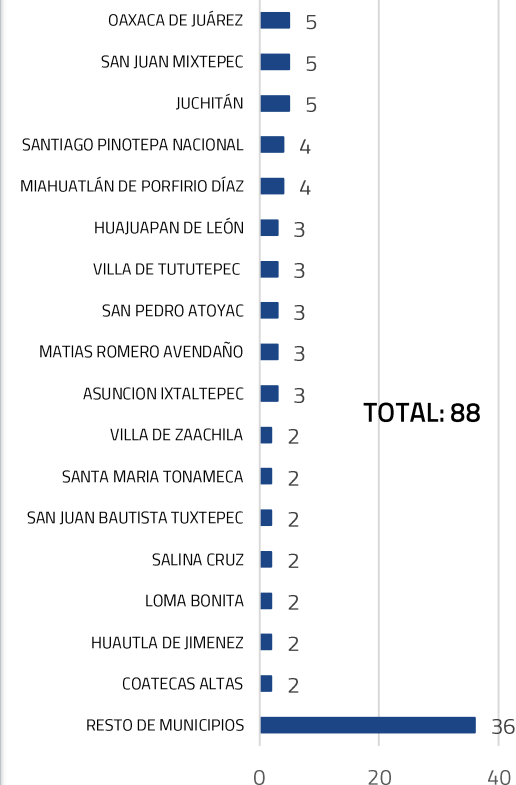 OAXACA DE JUÁREZ 5
SAN JUAN MIXTEPEC 5
JUCHITÁN 5
SANTIAGO PINOTEPA NACIONAL 4
MIAHUATLÁN DE PORFIRIO DÍAZ 4
HUAJUAPAN DE LEÓN 3
VILLA DE TUTUTEPEC 3
SAN PEDRO ATOYAC 3
MATIAS ROMERO AVENDAÑO 3
ASUNCION IXTALTEPEC 3
TOTAL: 88
VILLA DE ZAACHILA 2
SANTA MARIA TONAMECA 2
SAN JUAN BAUTISTA TUXTEPEC 2
SALINA CRUZ 2
LOMA BONITA 2
HUAUTLA DE JIMENEZ 2
COATECAS ALTAS 2
RESTO DE MUNICIPIOS 36
0 20 40